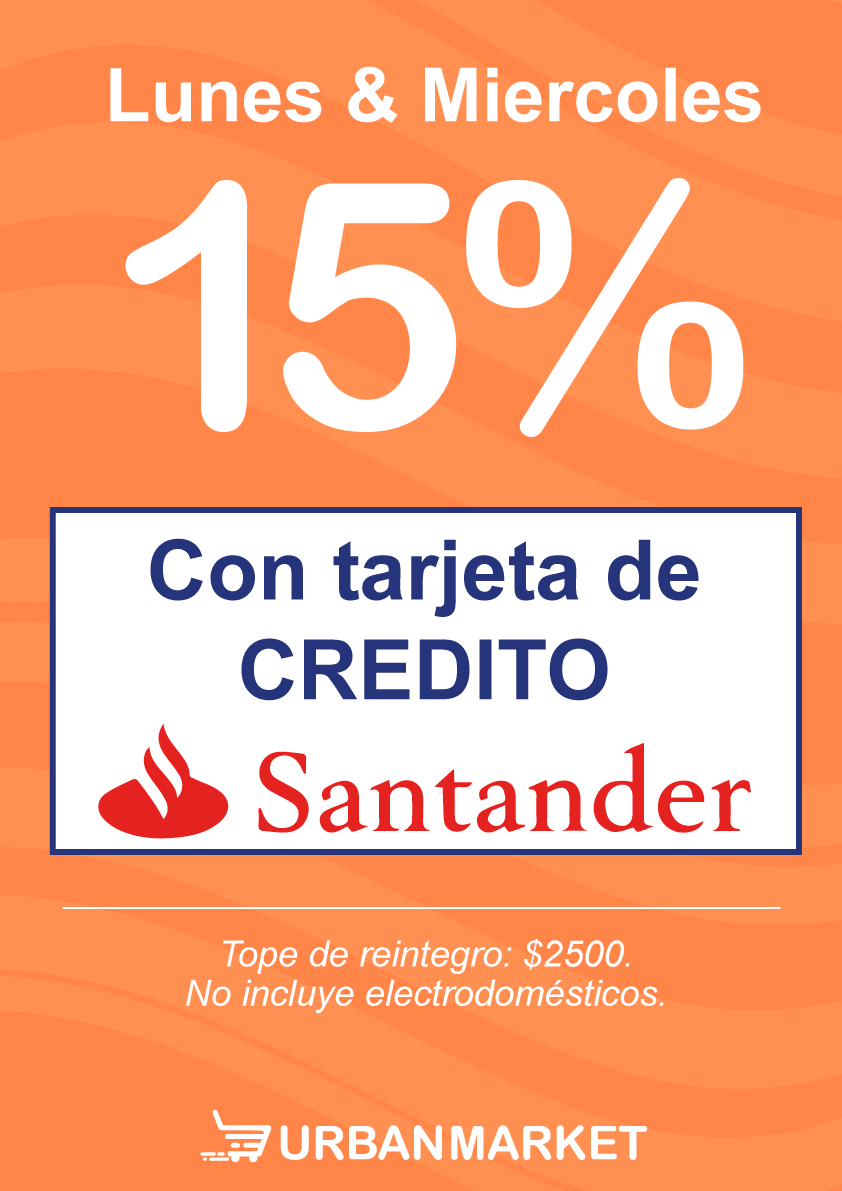 Lunes & Miercoles
15%
Con tarjeta de
CREDITO
Santander
Tope de reintegro: $2500.
No incluye electrodomésticos.
URBANMARKET